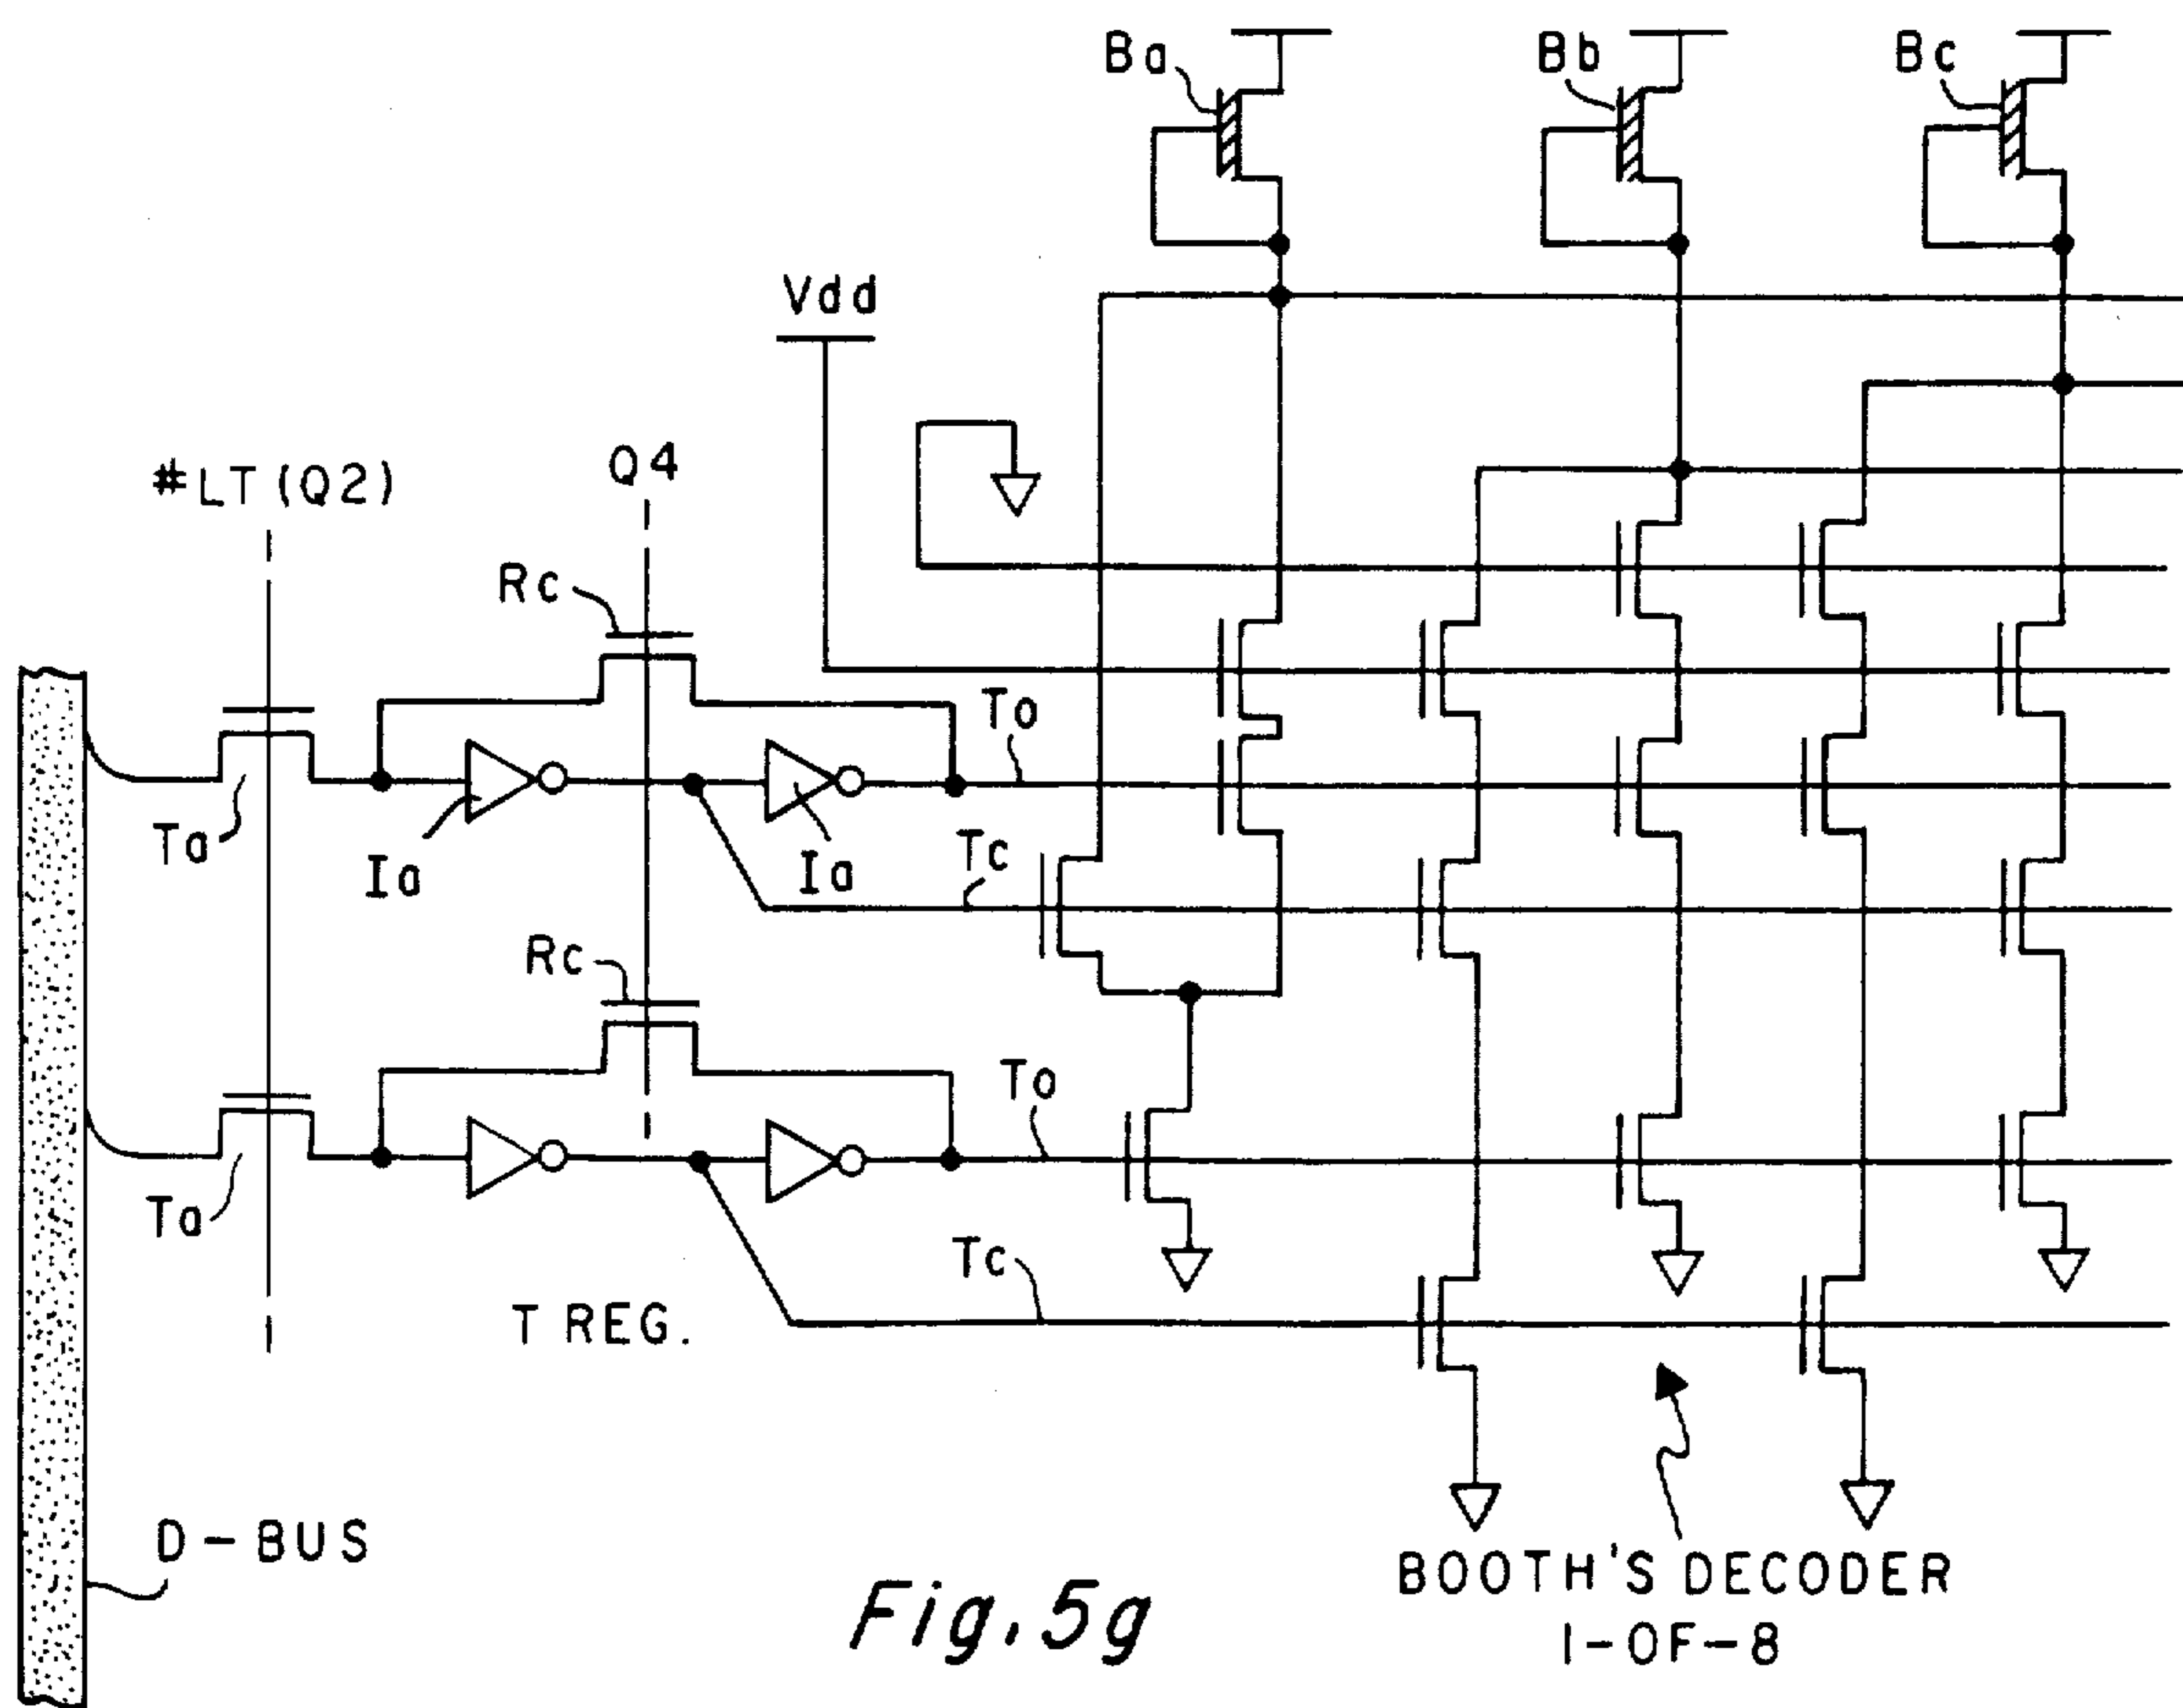 Ba
Bb
Bc
Vdd
#LT(Q2)
Q4
Rc
To
Ta
Ia
Ia
Tc
Rc
To
Ta
Tc
T REG.
D-BUS
BOOTH'S DECODER
1-OF-8
Fig. 5g